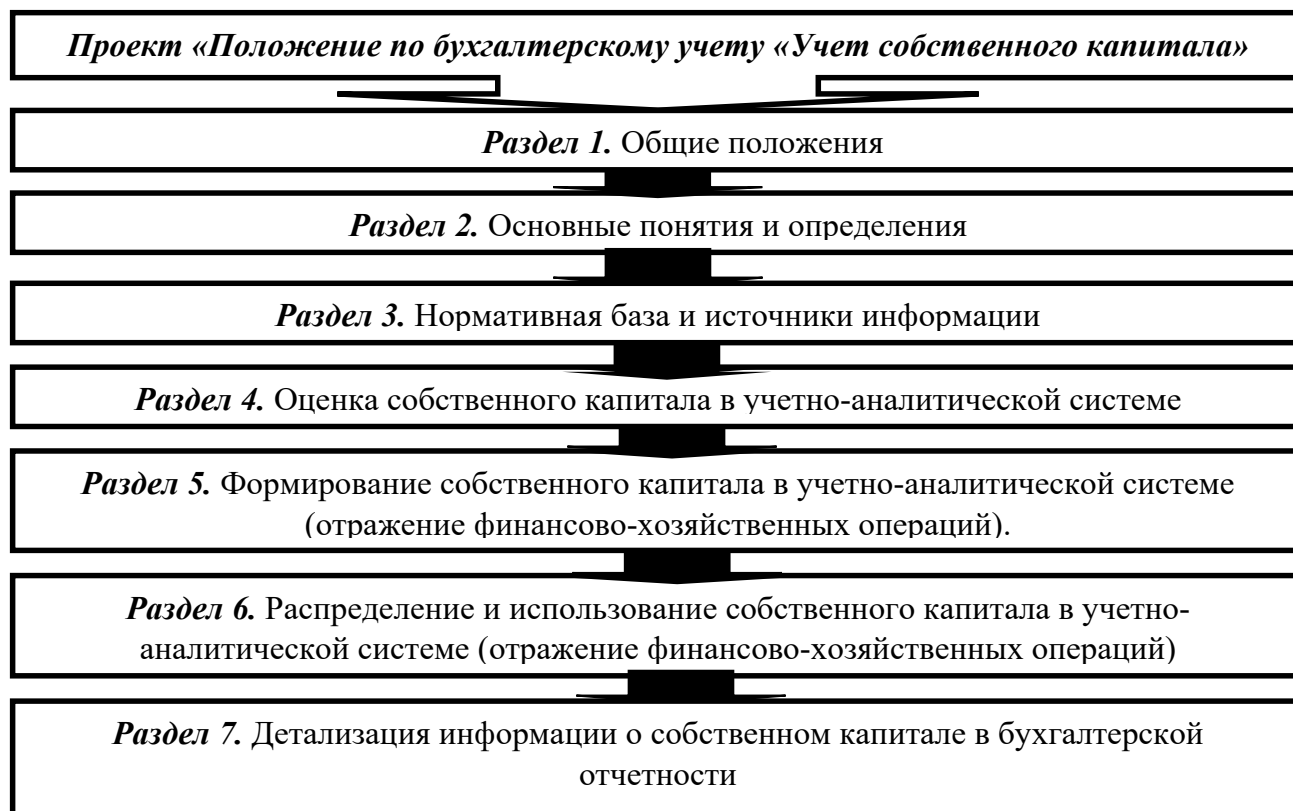 Проект «Положение по бухгалтерскому учету «Учет собственного капитала»
Раздел 1. Общие положения
Раздел 2. Основные понятия и определения
Раздел 3. Нормативная база и источники информации
Раздел 4. Оценка собственного капитала в учетно-аналитической системе
Раздел 5. Формирование собственного капитала в учетно-аналитической системе
(отражение финансово-хозяйственных операций).
Раздел 6. Распределение и использование собственного капитала в учетно-
аналитической системе (отражение финансово-хозяйственных операций)
Раздел 7. Детализация информации о собственном капитале в бухгалтерской
отчетности